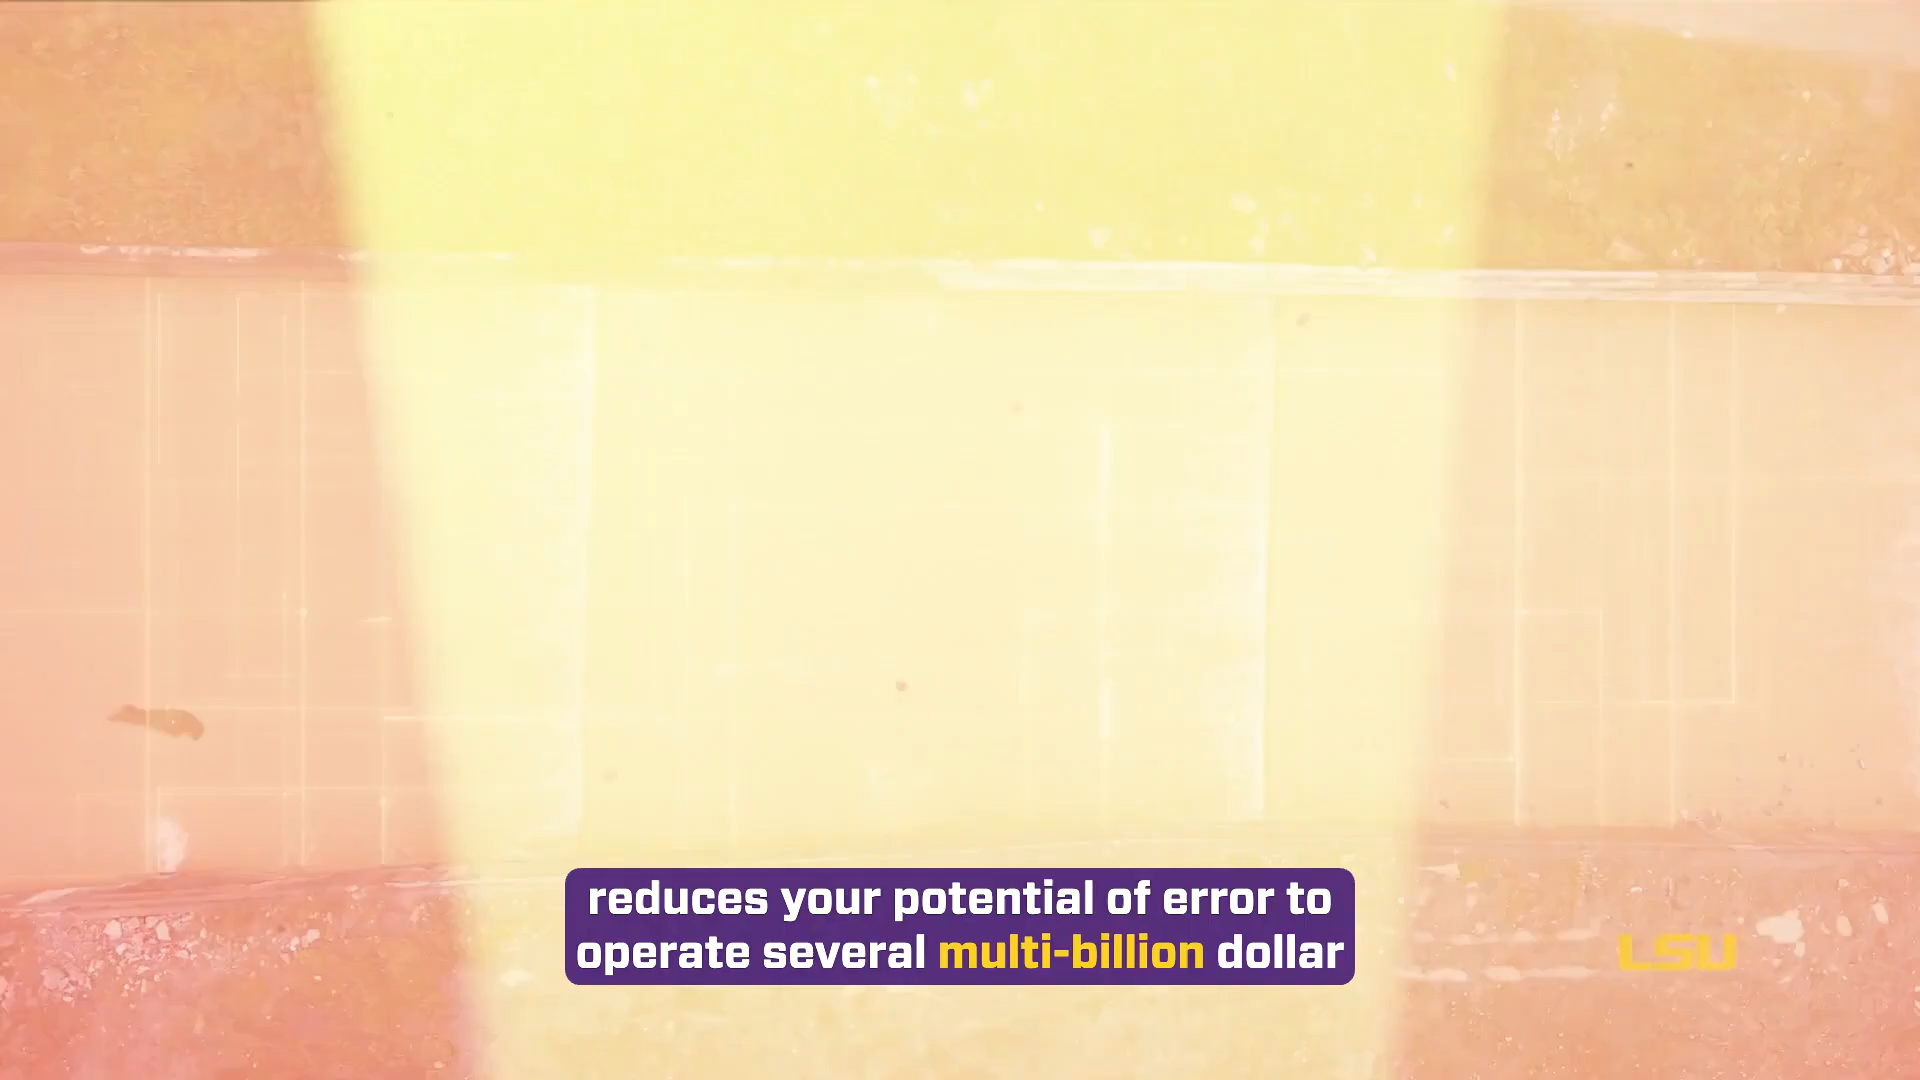 reduces your potential of error to
operate several multi-billion dollar
LSU